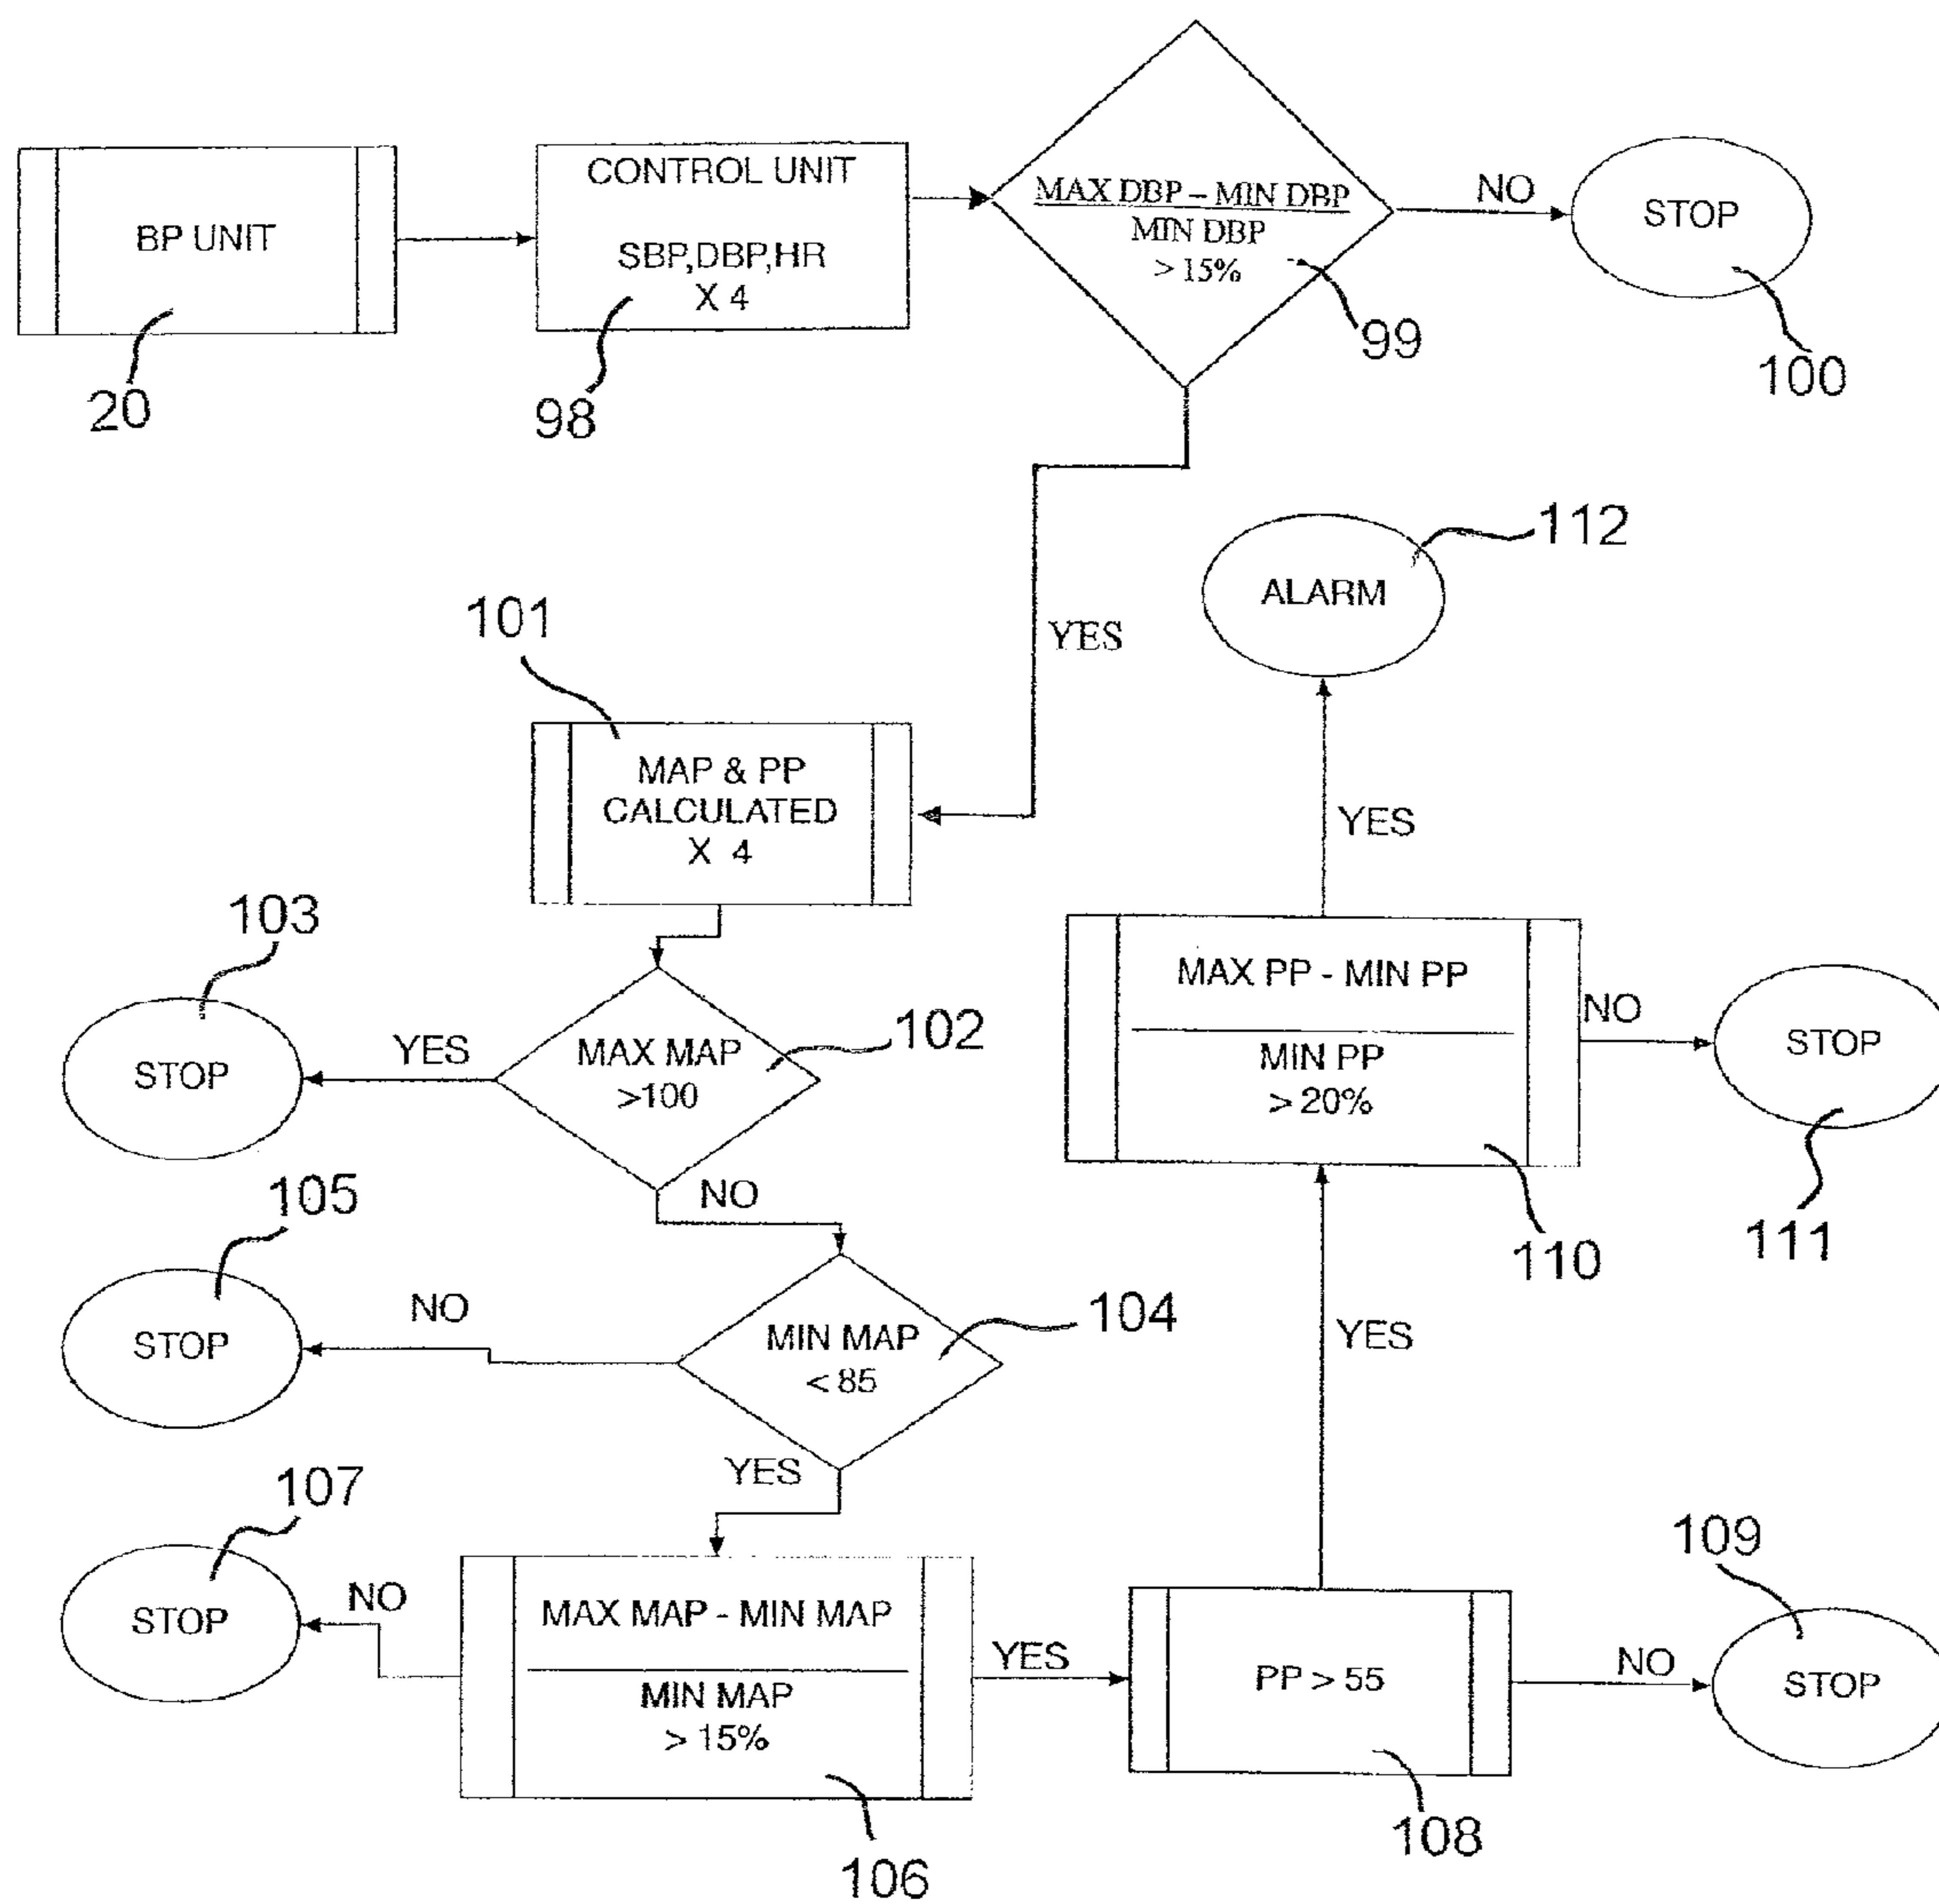 BP UNIT
20
CONTROL UNIT
SBP,DBP,HR
X 4
98
MAX DBP – MIN DBP
MIN DBP
> 15%
99
NO
STOP
100
YES
112
ALARM
101
MAP & PP
CALCULATED
X 4
YES
103
STOP
YES
MAX MAP
>100
102
MAX PP - MIN PP
MIN PP
> 20%
110
NO
STOP
111
NO
105
STOP
NO
MIN MAP
< 85
104
YES
YES
107
STOP
NO
MAX MAP - MIN MAP
MIN MAP
> 15%
106
YES
PP > 55
108
NO
109
STOP